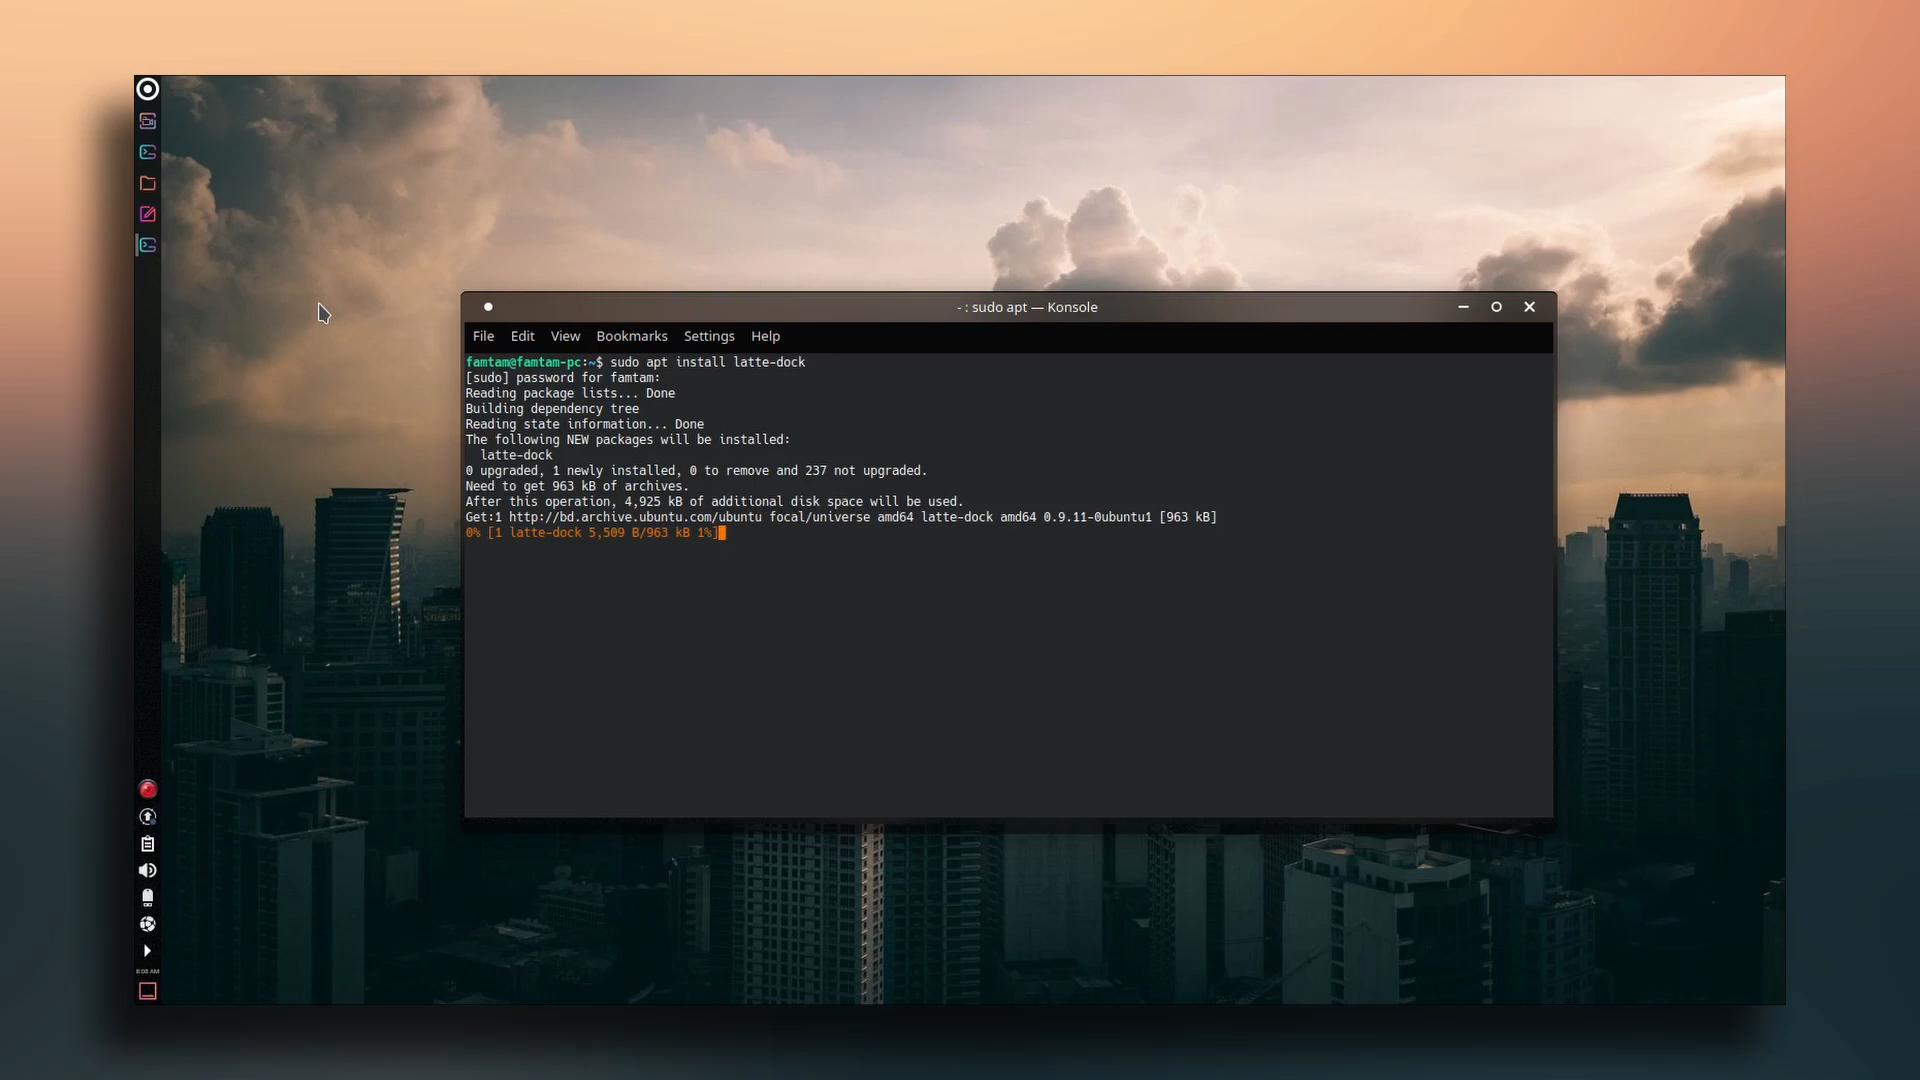 - : sudo apt — Konsole
File Edit View Bookmarks Settings Help
famtam@famtam-pc:~$ sudo apt install latte-dock
[sudo] password for famtam:
Reading package lists... Done
Building dependency tree
Reading state information... Done
The following NEW packages will be installed:
  latte-dock
0 upgraded, 1 newly installed, 0 to remove and 237 not upgraded.
Need to get 963 kB of archives.
After this operation, 4,925 kB of additional disk space will be used.
Get:1 http://bd.archive.ubuntu.com/ubuntu focal/universe amd64 latte-dock amd64 0.9.11-0ubuntu1 [963 kB]
0% [1 latte-dock 5,509 B/963 kB 1%]
8:08 AM